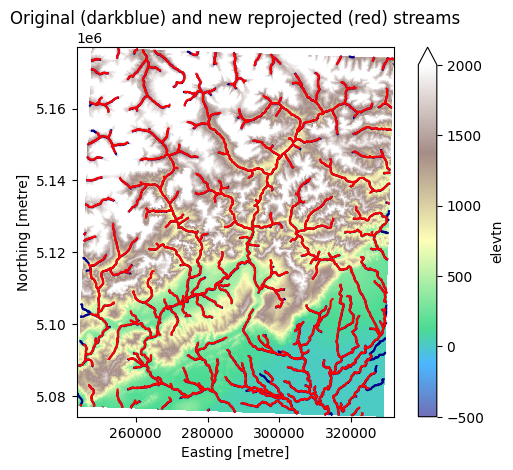 Original (darkblue) and new reprojected (red) streams
1e6
5.16
5.14
5.12
5.10
5.08
Northing [metre]
260000 280000 300000 320000
Easting [metre]
2000
1500
1000
500
0
−500
elevtn